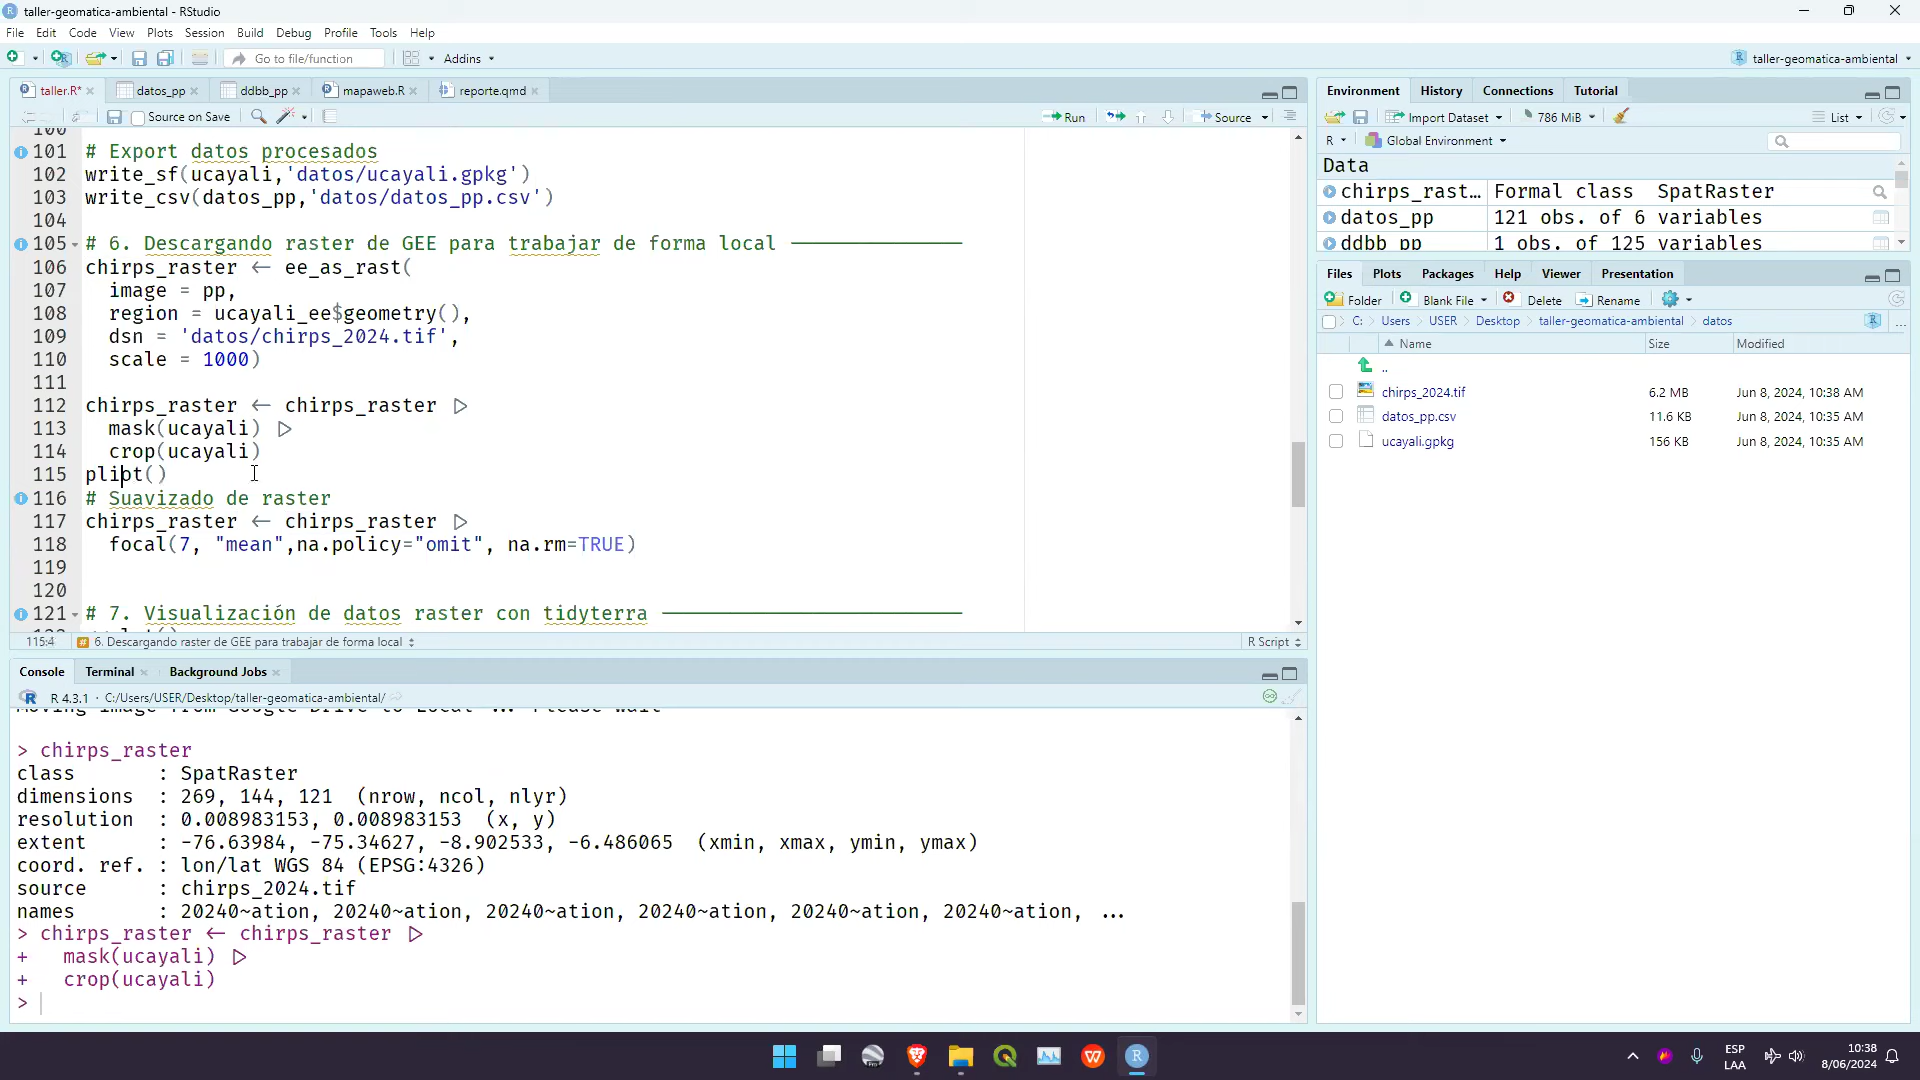 taller-geomatica-ambiental - RStudio
File Edit Code View Plots Session Build Debug Profile Tools Help
Go to file/function Addins taller-geomatica-ambiental
taller.R* datos_pp ddbb_pp mapaweb.R reporte.qmd
Source on Save Run Source
100
101 # Export datos procesados
102 write_sf(ucayali,'datos/ucayali.gpkg')
103 write_csv(datos_pp,'datos/datos_pp.csv')
104
105 # 6. Descargando raster de GEE para trabajar de forma local
106 chirps_raster <- ee_as_rast(
107 image = pp,
108 region = ucayali_ee$geometry(),
109 dsn = 'datos/chirps_2024.tif',
110 scale = 1000)
111
112 chirps_raster <- chirps_raster |>
113 mask(ucayali) |>
114 crop(ucayali)
115 pliot()
116 # Suavizado de raster
117 chirps_raster <- chirps_raster |>
118 focal(7, "mean",na.policy="omit", na.rm=TRUE)
119
120
121 # 7. Visualización de datos raster con tidyterra
115:4 6. Descargando raster de GEE para trabajar de forma local R Script
Console Terminal Background Jobs
R 4.3.1 · C:/Users/USER/Desktop/taller-geomatica-ambiental/
Moving image from Google Drive to Local ... Please wait
> chirps_raster
class : SpatRaster
dimensions : 269, 144, 121 (nrow, ncol, nlyr)
resolution : 0.008983153, 0.008983153 (x, y)
extent : -76.63984, -75.34627, -8.902533, -6.486065 (xmin, xmax, ymin, ymax)
coord. ref. : lon/lat WGS 84 (EPSG:4326)
source : chirps_2024.tif
names : 20240~ation, 20240~ation, 20240~ation, 20240~ation, 20240~ation, 20240~ation, ...
> chirps_raster <- chirps_raster |>
+ mask(ucayali) |>
+ crop(ucayali)
>
Environment History Connections Tutorial
Import Dataset 786 MiB List
R Global Environment
Data
chirps_rast… Formal class SpatRaster
datos_pp 121 obs. of 6 variables
ddbb_pp 1 obs. of 125 variables
Files Plots Packages Help Viewer Presentation
Folder Blank File Delete Rename
C: Users USER Desktop taller-geomatica-ambiental datos ...
Name Size Modified
..
chirps_2024.tif 6.2 MB Jun 8, 2024, 10:38 AM
datos_pp.csv 11.6 KB Jun 8, 2024, 10:35 AM
ucayali.gpkg 156 KB Jun 8, 2024, 10:35 AM
ESP
LAA
10:38
8/06/2024